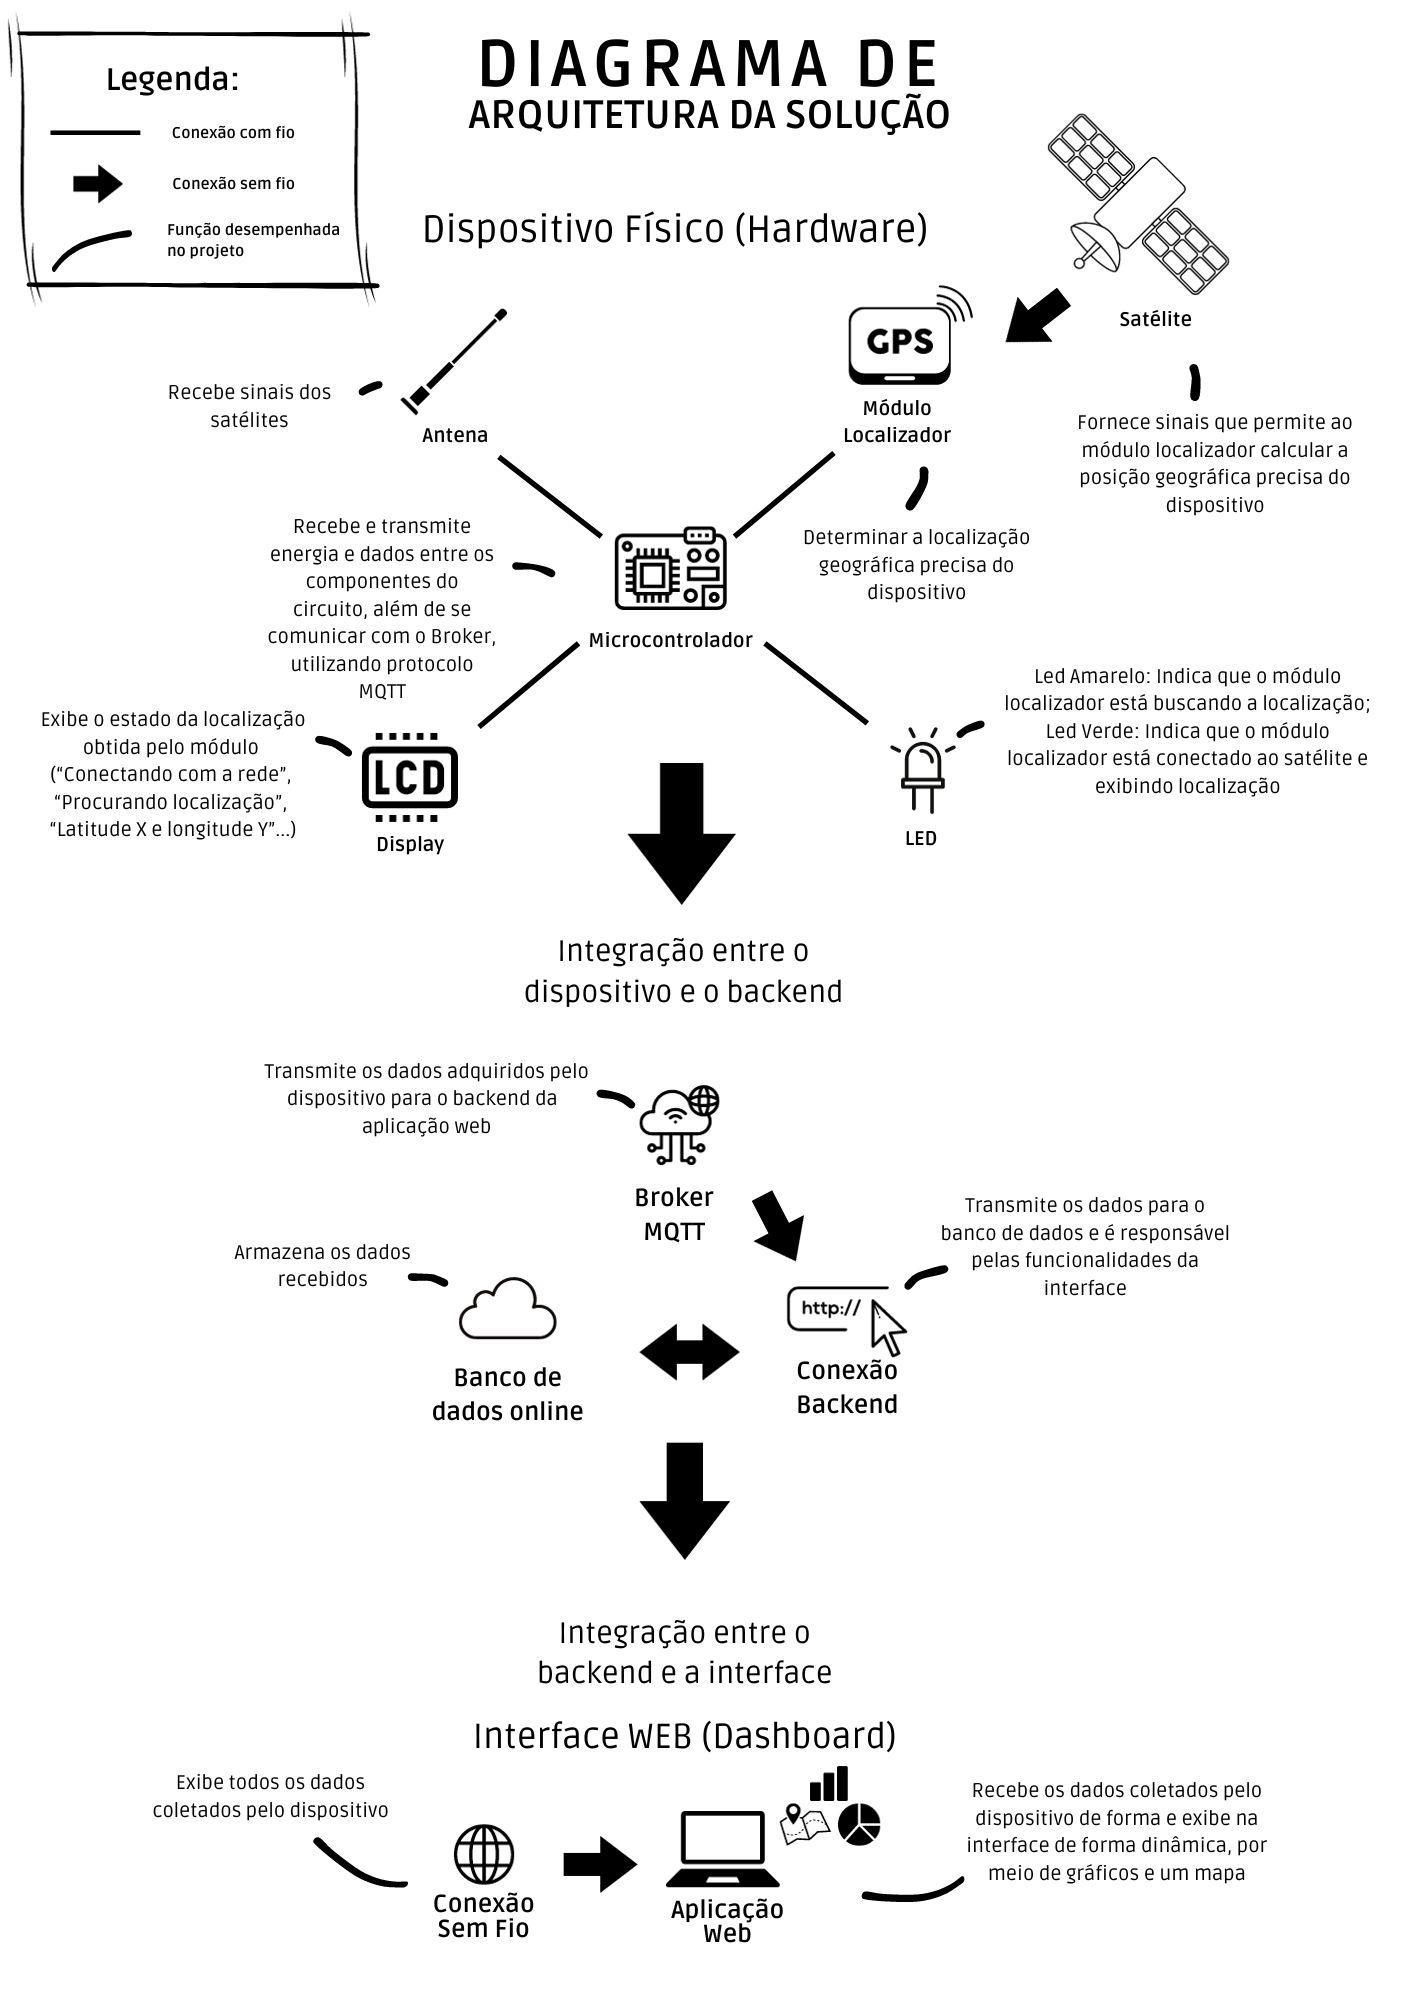 Legenda:
Conexão com fio
Conexão sem fio
Função desempenhada
no projeto
DIAGRAMA DE
ARQUITETURA DA SOLUÇÃO
Dispositivo Físico (Hardware)
Satélite
Fornece sinais que permite ao
módulo localizador calcular a
posição geográfica precisa do
dispositivo
GPS
Módulo
Localizador
Determinar a localização
geográfica precisa do
dispositivo
Recebe sinais dos
satélites
Antena
Recebe e transmite
energia e dados entre os
componentes do
circuito, além de se
comunicar com o Broker,
utilizando protocolo
MQTT
Microcontrolador
Exibe o estado da localização
obtida pelo módulo
(“Conectando com a rede”,
“Procurando localização”,
“Latitude X e longitude Y”...)
LCD
Display
Led Amarelo: Indica que o módulo
localizador está buscando a localização;
Led Verde: Indica que o módulo
localizador está conectado ao satélite e
exibindo localização
LED
Integração entre o
dispositivo e o backend
Transmite os dados adquiridos pelo
dispositivo para o backend da
aplicação web
Broker
MQTT
Transmite os dados para o
banco de dados e é responsável
pelas funcionalidades da
interface
Armazena os dados
recebidos
http://
Banco de
dados online
Conexão
Backend
Integração entre o
backend e a interface
Interface WEB (Dashboard)
Exibe todos os dados
coletados pelo dispositivo
Conexão
Sem Fio
Aplicação
Web
Recebe os dados coletados pelo
dispositivo de forma e exibe na
interface de forma dinâmica, por
meio de gráficos e um mapa